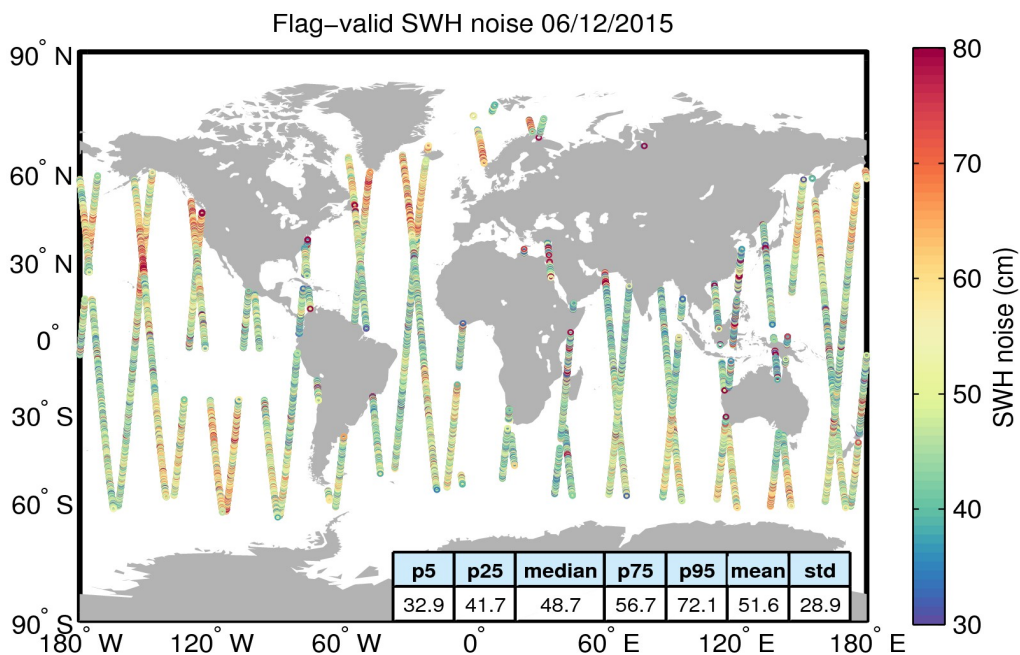 Flag−valid SWH noise 06/12/2015
90° N
60° N
30° N
0°
30° S
60° S
90° S
180° W
120° W
60° W
0°
60° E
120° E
180° E
p5 p25 median p75 p95 mean std
32.9 41.7 48.7 56.7 72.1 51.6 28.9
80
70
60
50
40
30
SWH noise (cm)